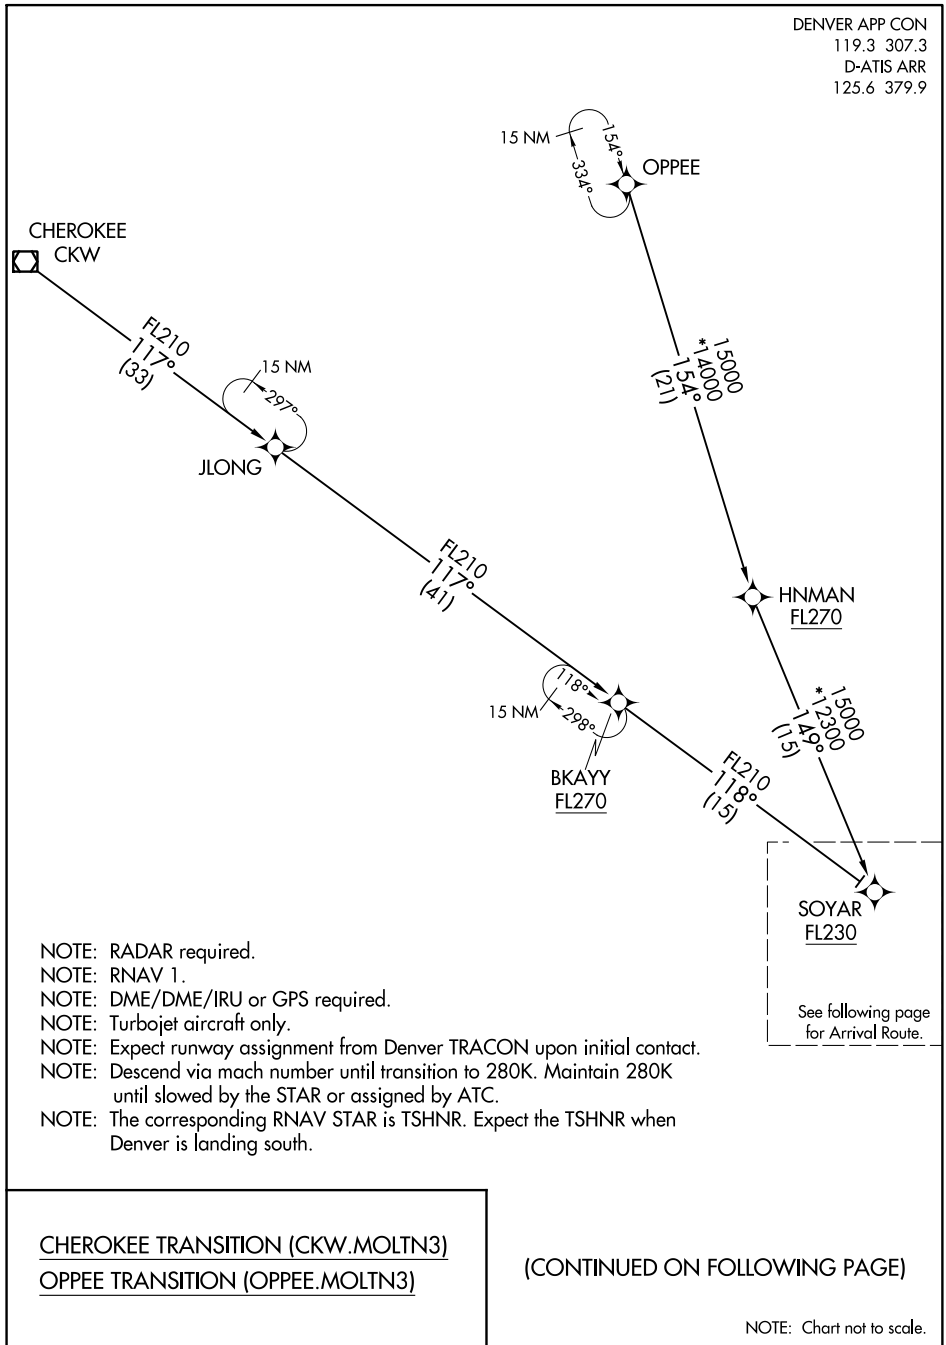 DENVER APP CON
119.3 307.3
D-ATIS ARR
125.6 379.9
15 NM
154°
334°
OPPEE
CHEROKEE
CKW
FL210
117°
(33)
15 NM
297°
JLONG
15000
*14000
154°
(21)
FL210
117°
(41)
HNMAN
FL270
118°
298°
15 NM
BKAYY
FL270
15000
*12300
149°
(15)
FL210
118°
(15)
SOYAR
FL230
See following page
for Arrival Route.
NOTE: RADAR required.
NOTE: RNAV 1.
NOTE: DME/DME/IRU or GPS required.
NOTE: Turbojet aircraft only.
NOTE: Expect runway assignment from Denver TRACON upon initial contact.
NOTE: Descend via mach number until transition to 280K. Maintain 280K
until slowed by the STAR or assigned by ATC.
NOTE: The corresponding RNAV STAR is TSHNR. Expect the TSHNR when
Denver is landing south.
CHEROKEE TRANSITION (CKW.MOLTN3)
OPPEE TRANSITION (OPPEE.MOLTN3)
(CONTINUED ON FOLLOWING PAGE)
NOTE: Chart not to scale.